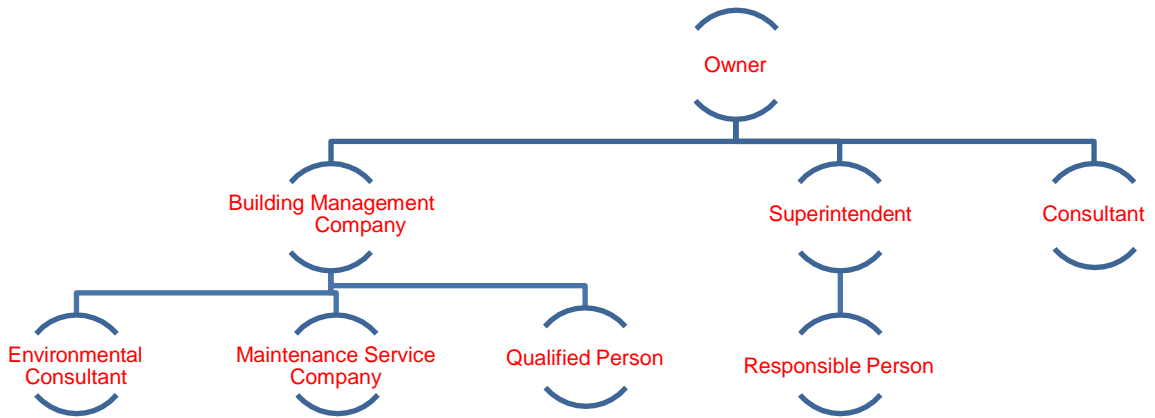 Owner
Building Management
Company
Superintendent
Consultant
Environmental
Consultant
Maintenance Service
Company
Qualified Person
Responsible Person